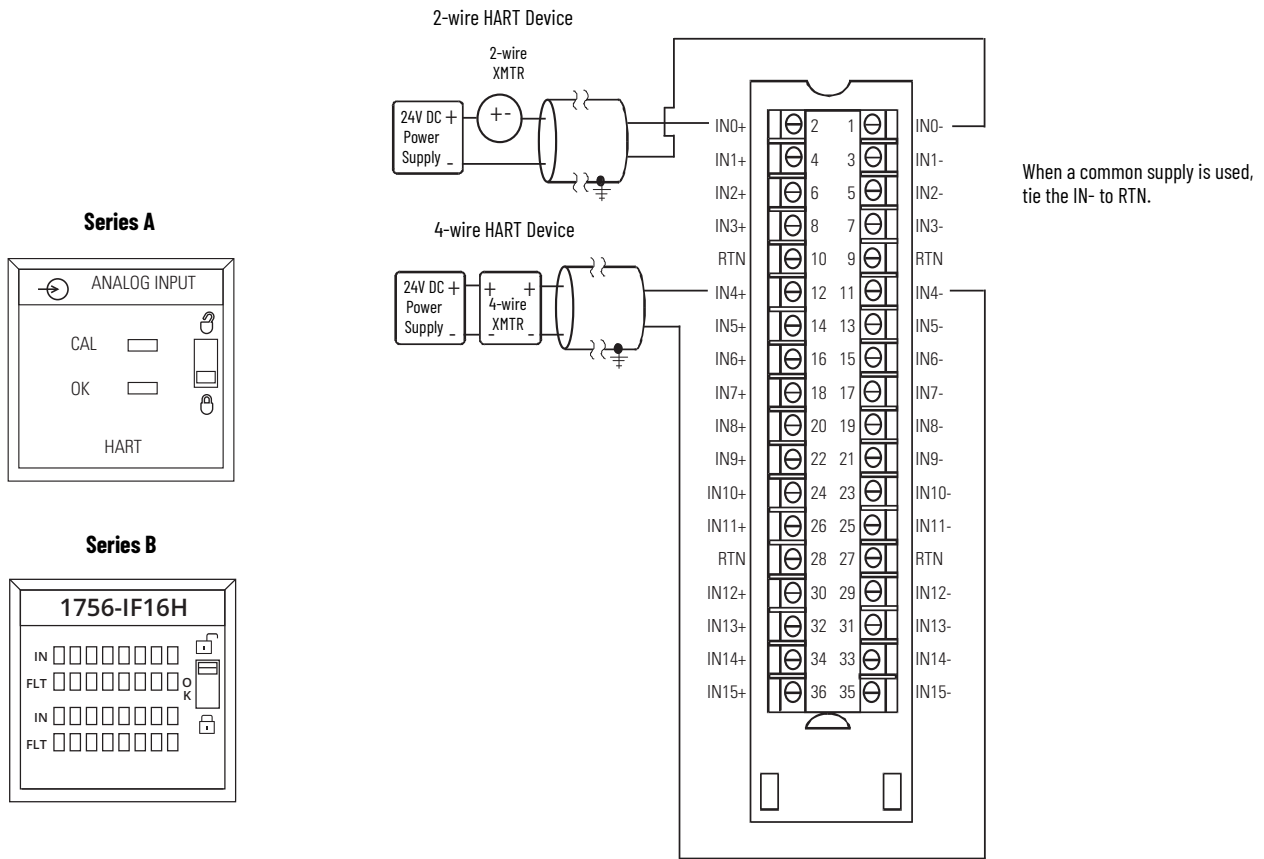 2-wire HART Device
2-wire
XMTR
24V DC +
Power
Supply -
+ -
4-wire HART Device
24V DC +
Power
Supply -
+ +
4-wire
XMTR
- -
Series A
ANALOG INPUT
CAL
OK
HART
Series B
1756-IF16H
IN
FLT
OK
IN
FLT
IN0+ 2 1 IN0-
IN1+ 4 3 IN1-
IN2+ 6 5 IN2-
IN3+ 8 7 IN3-
RTN 10 9 RTN
IN4+ 12 11 IN4-
IN5+ 14 13 IN5-
IN6+ 16 15 IN6-
IN7+ 18 17 IN7-
IN8+ 20 19 IN8-
IN9+ 22 21 IN9-
IN10+ 24 23 IN10-
IN11+ 26 25 IN11-
RTN 28 27 RTN
IN12+ 30 29 IN12-
IN13+ 32 31 IN13-
IN14+ 34 33 IN14-
IN15+ 36 35 IN15-
When a common supply is used,
tie the IN- to RTN.